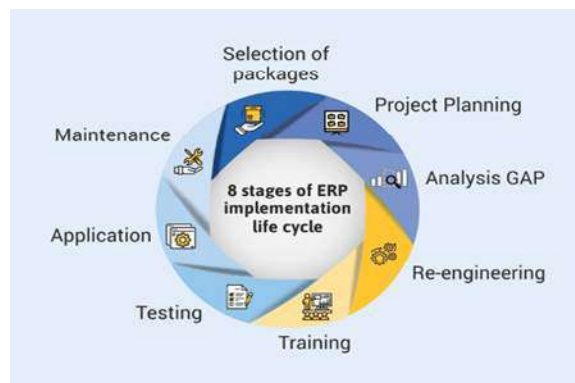 Selection of
packages
Project Planning
Analysis GAP
Re-engineering
Training
Testing
Application
Maintenance
8 stages of ERP
implementation
life cycle